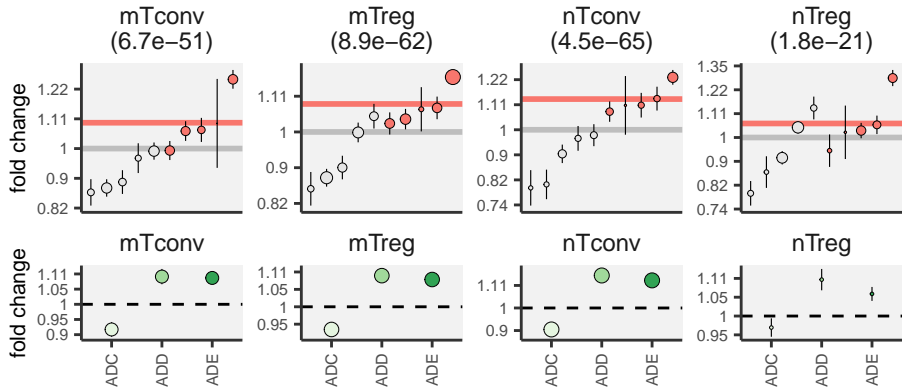 mTconv
(6.7e−51)
mTreg
(8.9e−62)
nTconv
(4.5e−65)
nTreg
(1.8e−21)
fold change
1.22
1.11
1
0.9
0.82
1.11
1
0.9
0.82
1.22
1.11
1
0.9
0.82
0.74
1.35
1.22
1.11
1
0.9
0.82
0.74
mTconv
mTreg
nTconv
nTreg
fold change
1.11
1.05
1
0.95
0.9
1.11
1.05
1
0.95
1.11
1
0.9
1.11
1.05
1
0.95
ADC
ADD
ADE
ADC
ADD
ADE
ADC
ADD
ADE
ADC
ADD
ADE